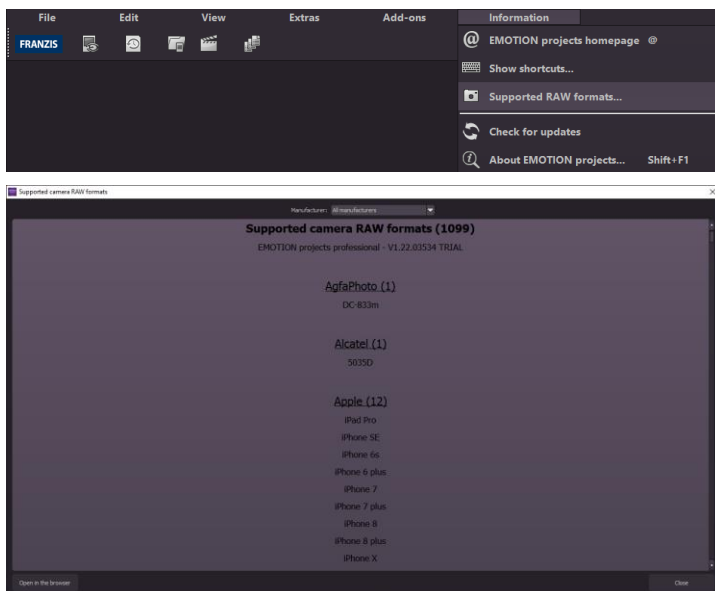 File Edit View Extras Add-ons Information
FRANZIS
@ EMOTION projects homepage @
Show shortcuts...
Supported RAW formats...
Check for updates
About EMOTION projects... Shift+F1
Supported camera RAW formats
Manufacturer: All manufacturers
Supported camera RAW formats (1099)
EMOTION projects professional - V1.22.03534 TRIAL
AgfaPhoto (1)
DC-833m
Alcatel (1)
5035D
Apple (12)
iPad Pro
iPhone SE
iPhone 6s
iPhone 6 plus
iPhone 7
iPhone 7 plus
iPhone 8
iPhone 8 plus
iPhone X
Open in the browser Close